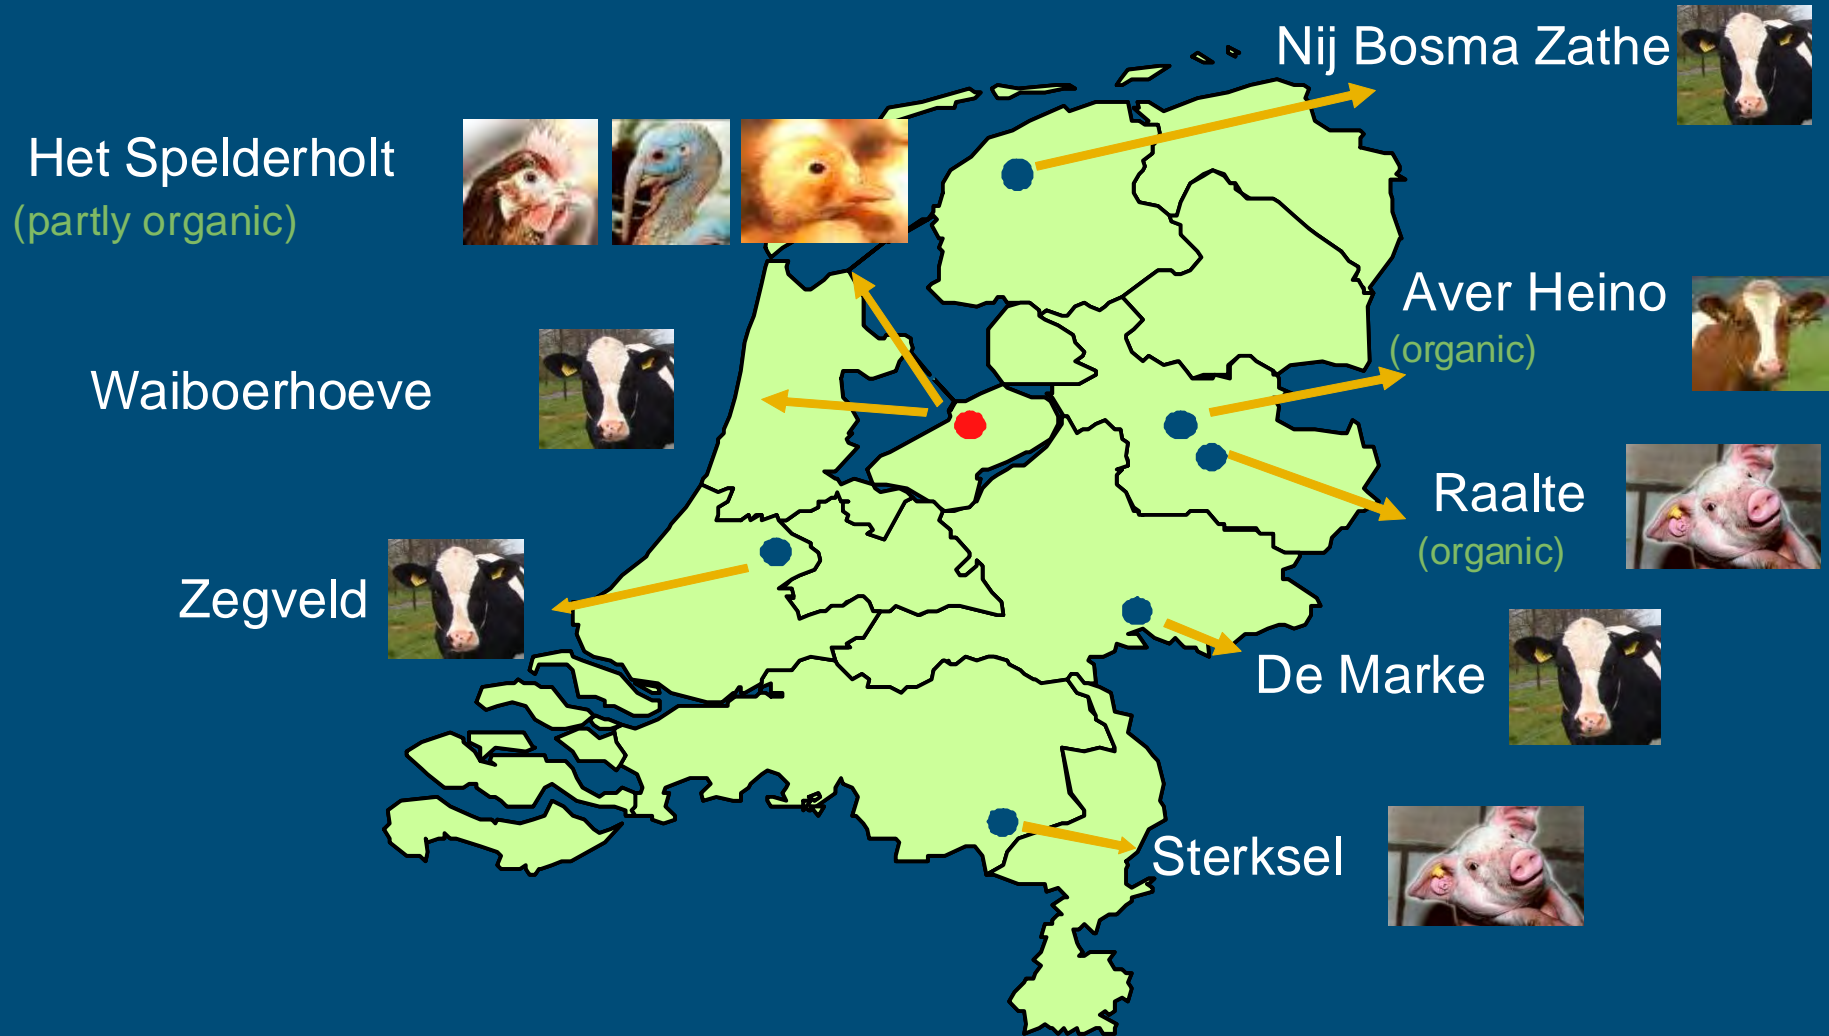 Nij Bosma Zathe
Het Spelderholt
(partly organic)
Aver Heino
(organic)
Waiboerhoeve
Raalte
(organic)
Zegveld
De Marke
Sterksel